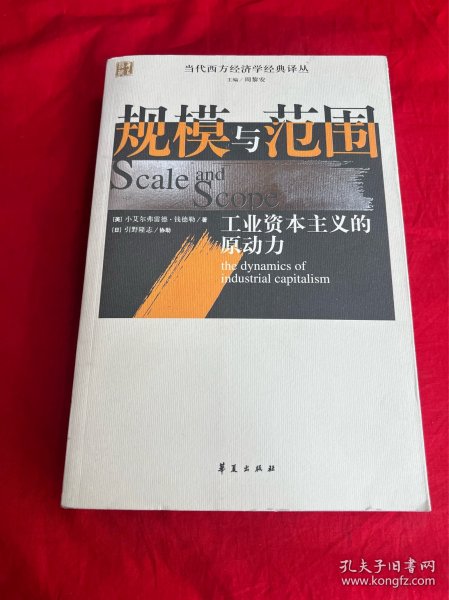 当代西方经济学经典译丛
主编／周黎安
规模与范围
Scale and
Scope
[美] 小艾尔弗雷德·钱德勒／著
[日] 引野隆志／协助
工业资本主义的
原动力
the dynamics of
industrial capitalism
华夏出版社
孔夫子旧书网
www.kongfz.com